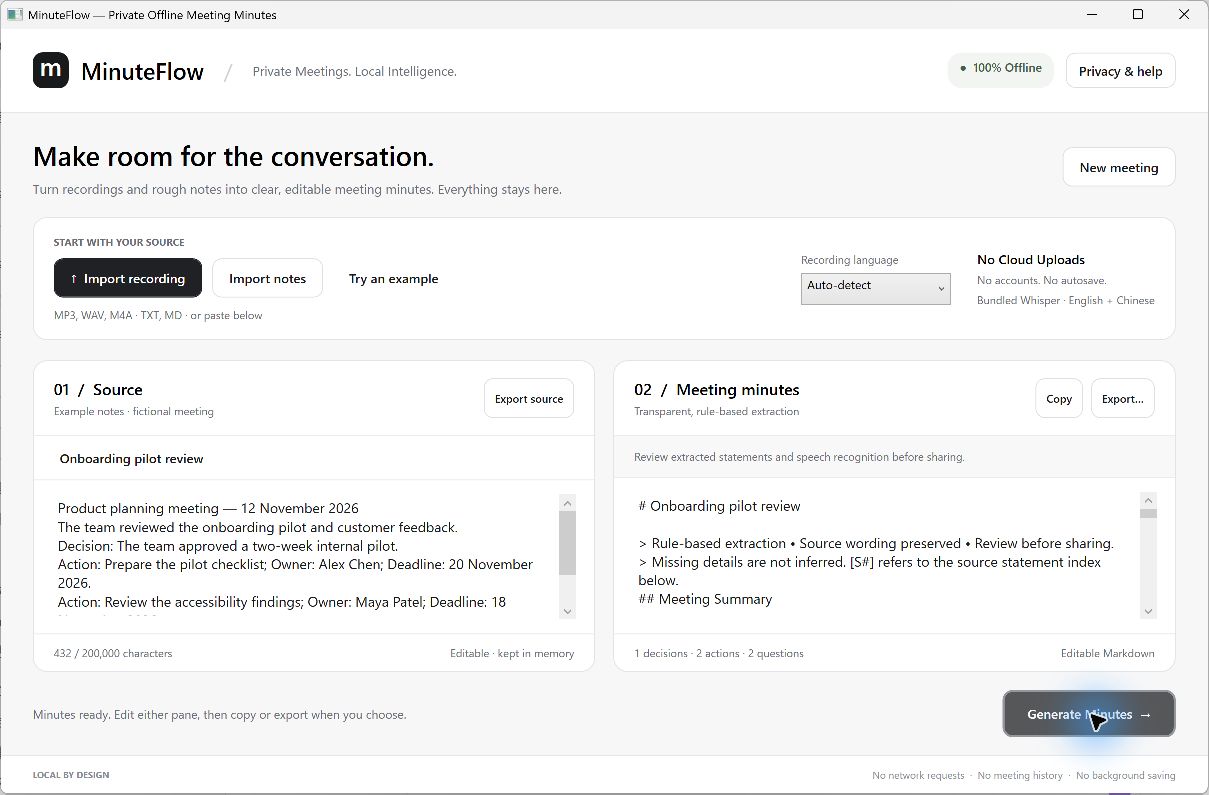 MinuteFlow — Private Offline Meeting Minutes
m MinuteFlow / Private Meetings. Local Intelligence.
• 100% Offline
Privacy & help
Make room for the conversation.
Turn recordings and rough notes into clear, editable meeting minutes. Everything stays here.
New meeting
START WITH YOUR SOURCE
↑ Import recording
Import notes
Try an example
MP3, WAV, M4A · TXT, MD · or paste below
Recording language
Auto-detect
No Cloud Uploads
No accounts. No autosave.
Bundled Whisper · English + Chinese
01 / Source
Example notes · fictional meeting
Export source
Onboarding pilot review
Product planning meeting — 12 November 2026
The team reviewed the onboarding pilot and customer feedback.
Decision: The team approved a two-week internal pilot.
Action: Prepare the pilot checklist; Owner: Alex Chen; Deadline: 20 November
2026.
Action: Review the accessibility findings; Owner: Maya Patel; Deadline: 18
432 / 200,000 characters
Editable · kept in memory
02 / Meeting minutes
Transparent, rule-based extraction
Copy
Export...
Review extracted statements and speech recognition before sharing.
# Onboarding pilot review
> Rule-based extraction • Source wording preserved • Review before sharing.
> Missing details are not inferred. [S#] refers to the source statement index
below.
## Meeting Summary
1 decisions · 2 actions · 2 questions
Editable Markdown
Minutes ready. Edit either pane, then copy or export when you choose.
Generate Minutes →
LOCAL BY DESIGN
No network requests · No meeting history · No background saving